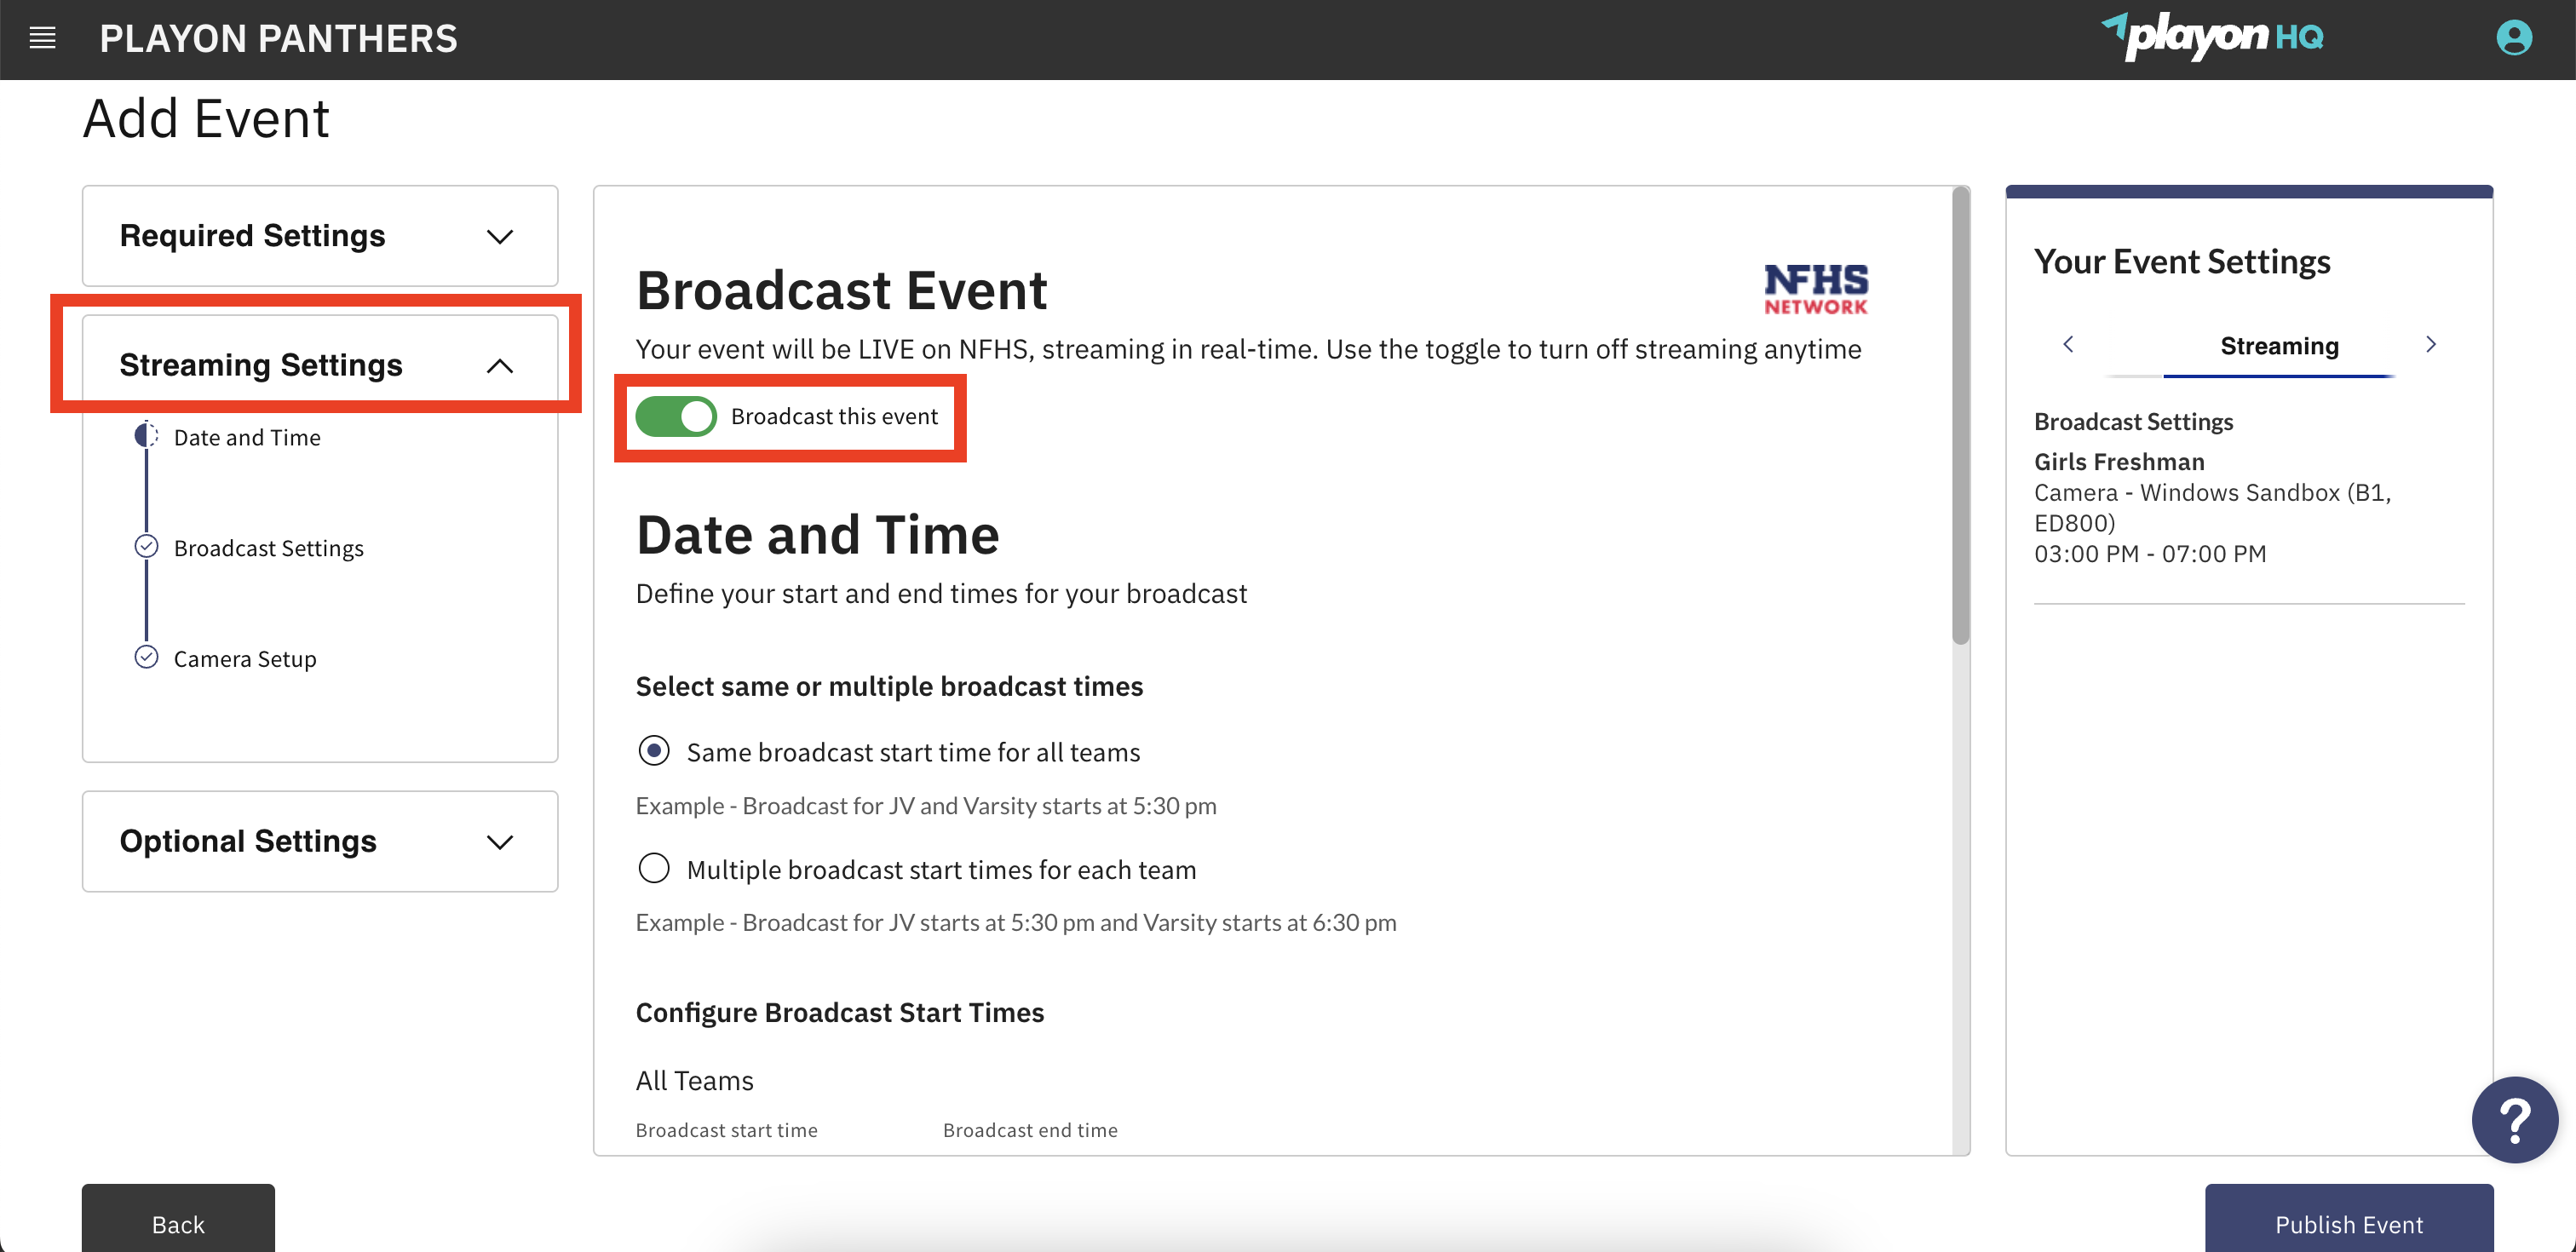 PLAYON PANTHERS
playon HQ
Add Event
Required Settings
Streaming Settings
Date and Time
Broadcast Settings
Camera Setup
Optional Settings
Broadcast Event
NFHS
NETWORK
Your event will be LIVE on NFHS, streaming in real-time. Use the toggle to turn off streaming anytime
Broadcast this event
Date and Time
Define your start and end times for your broadcast
Select same or multiple broadcast times
Same broadcast start time for all teams
Example - Broadcast for JV and Varsity starts at 5:30 pm
Multiple broadcast start times for each team
Example - Broadcast for JV starts at 5:30 pm and Varsity starts at 6:30 pm
Configure Broadcast Start Times
All Teams
Broadcast start time
Broadcast end time
Your Event Settings
Streaming
Broadcast Settings
Girls Freshman
Camera - Windows Sandbox (B1,
ED800)
03:00 PM - 07:00 PM
?
Back
Publish Event